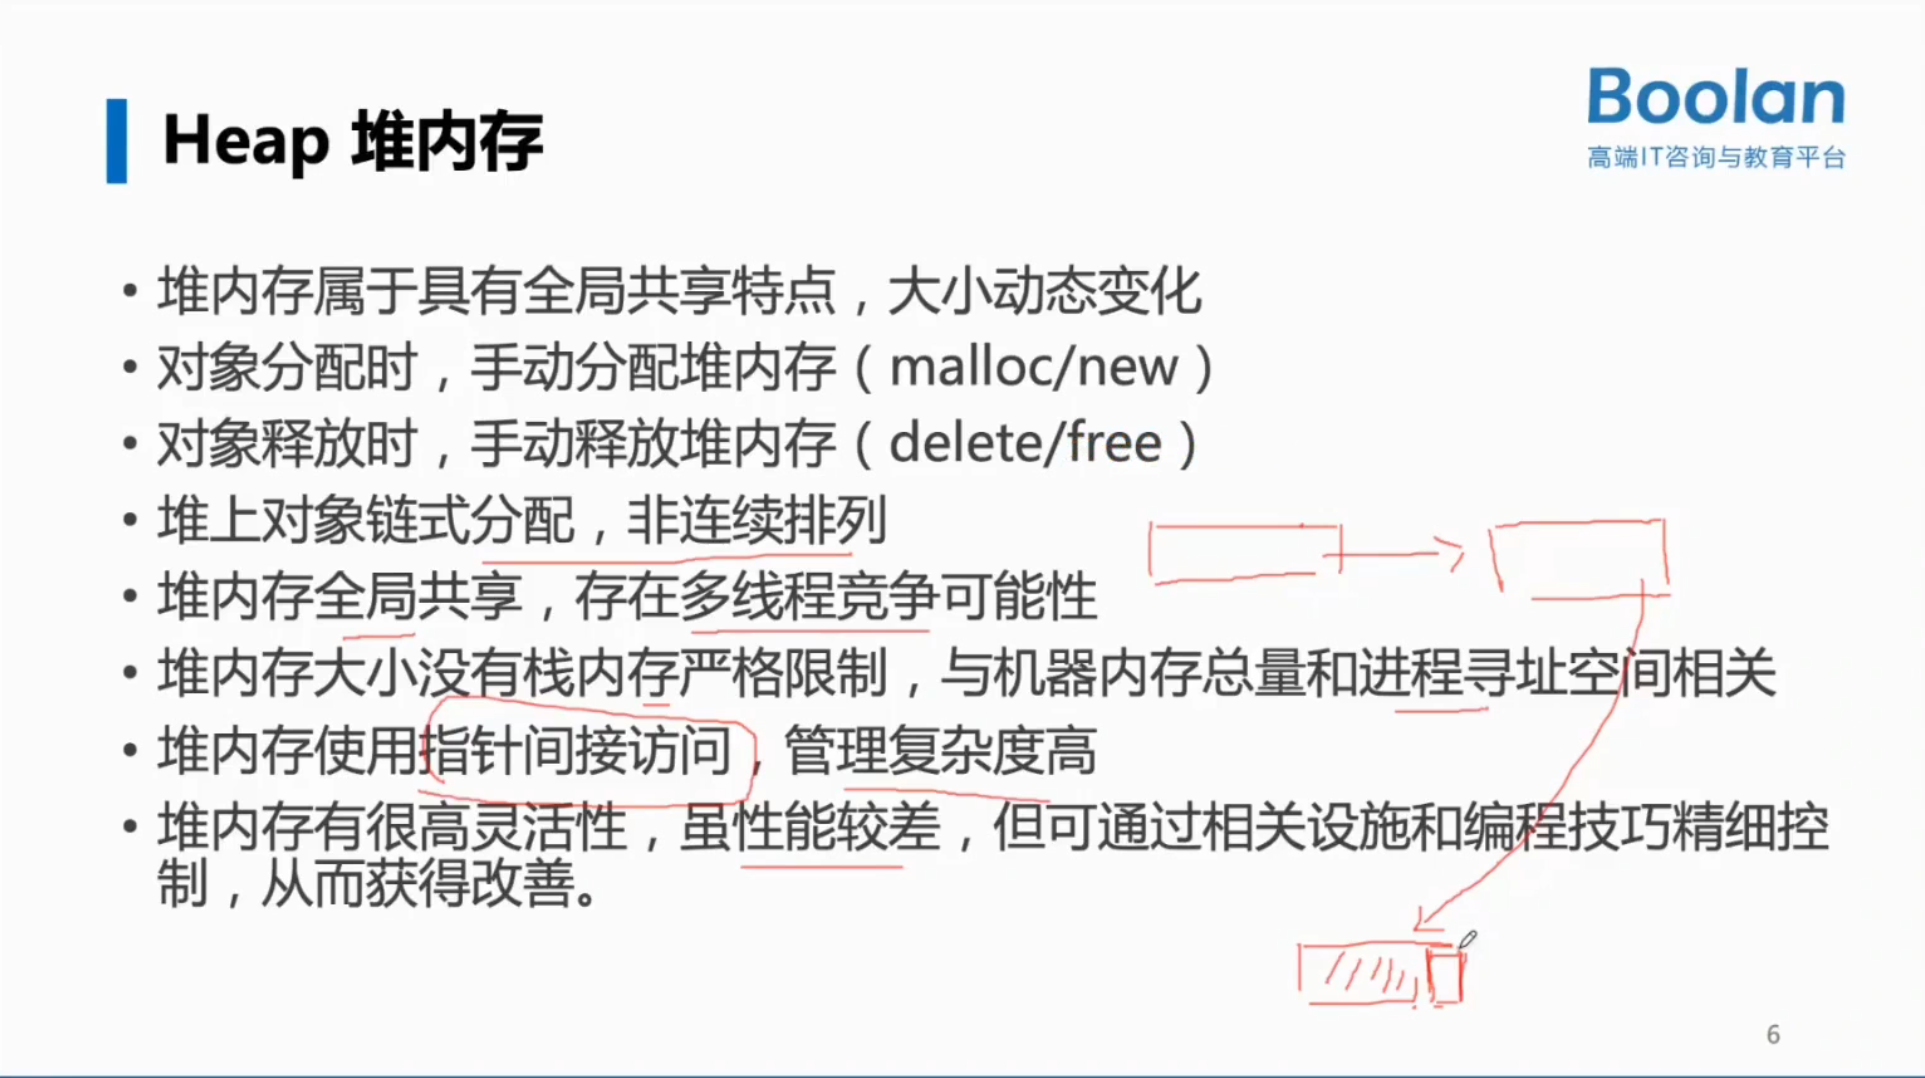 Boolan
高端IT咨询与教育平台
Heap 堆内存
• 堆内存属于具有全局共享特点，大小动态变化
• 对象分配时，手动分配堆内存（malloc/new）
• 对象释放时，手动释放堆内存（delete/free）
• 堆上对象链式分配，非连续排列
• 堆内存全局共享，存在多线程竞争可能性
• 堆内存大小没有栈内存严格限制，与机器内存总量和进程寻址空间相关
• 堆内存使用指针间接访问，管理复杂度高
• 堆内存有很高灵活性，虽性能较差，但可通过相关设施和编程技巧精细控
制，从而获得改善。
6